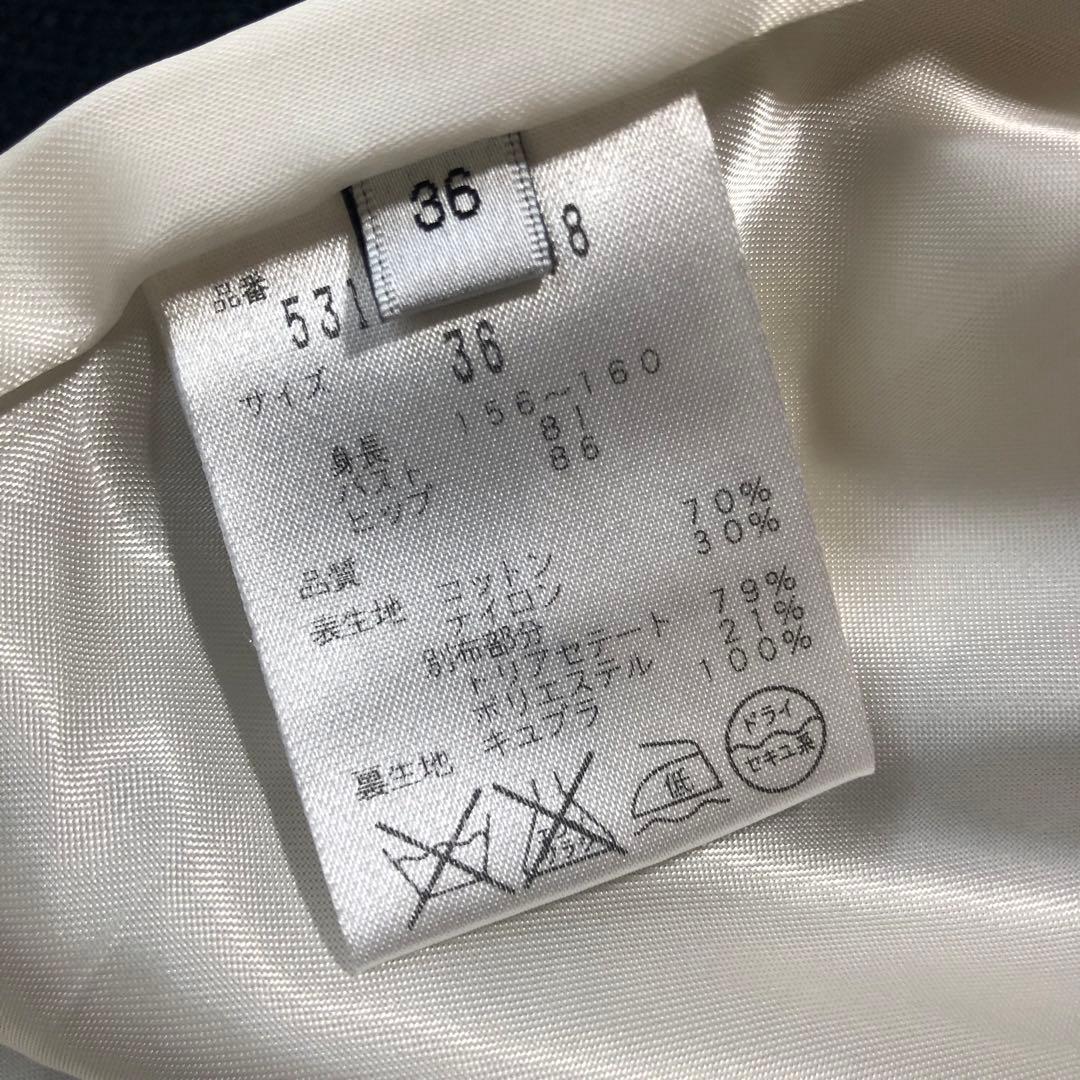 36
品番 531 8
サイズ 36
身長 156〜160
バスト 81
ヒップ 86
品質
表生地 コットン 70%
ナイロン 30%
別布部分
トリアセテート 79%
ポリエステル 21%
裏生地 キュプラ 100%
エンソ
低
ドライ
セキユ系